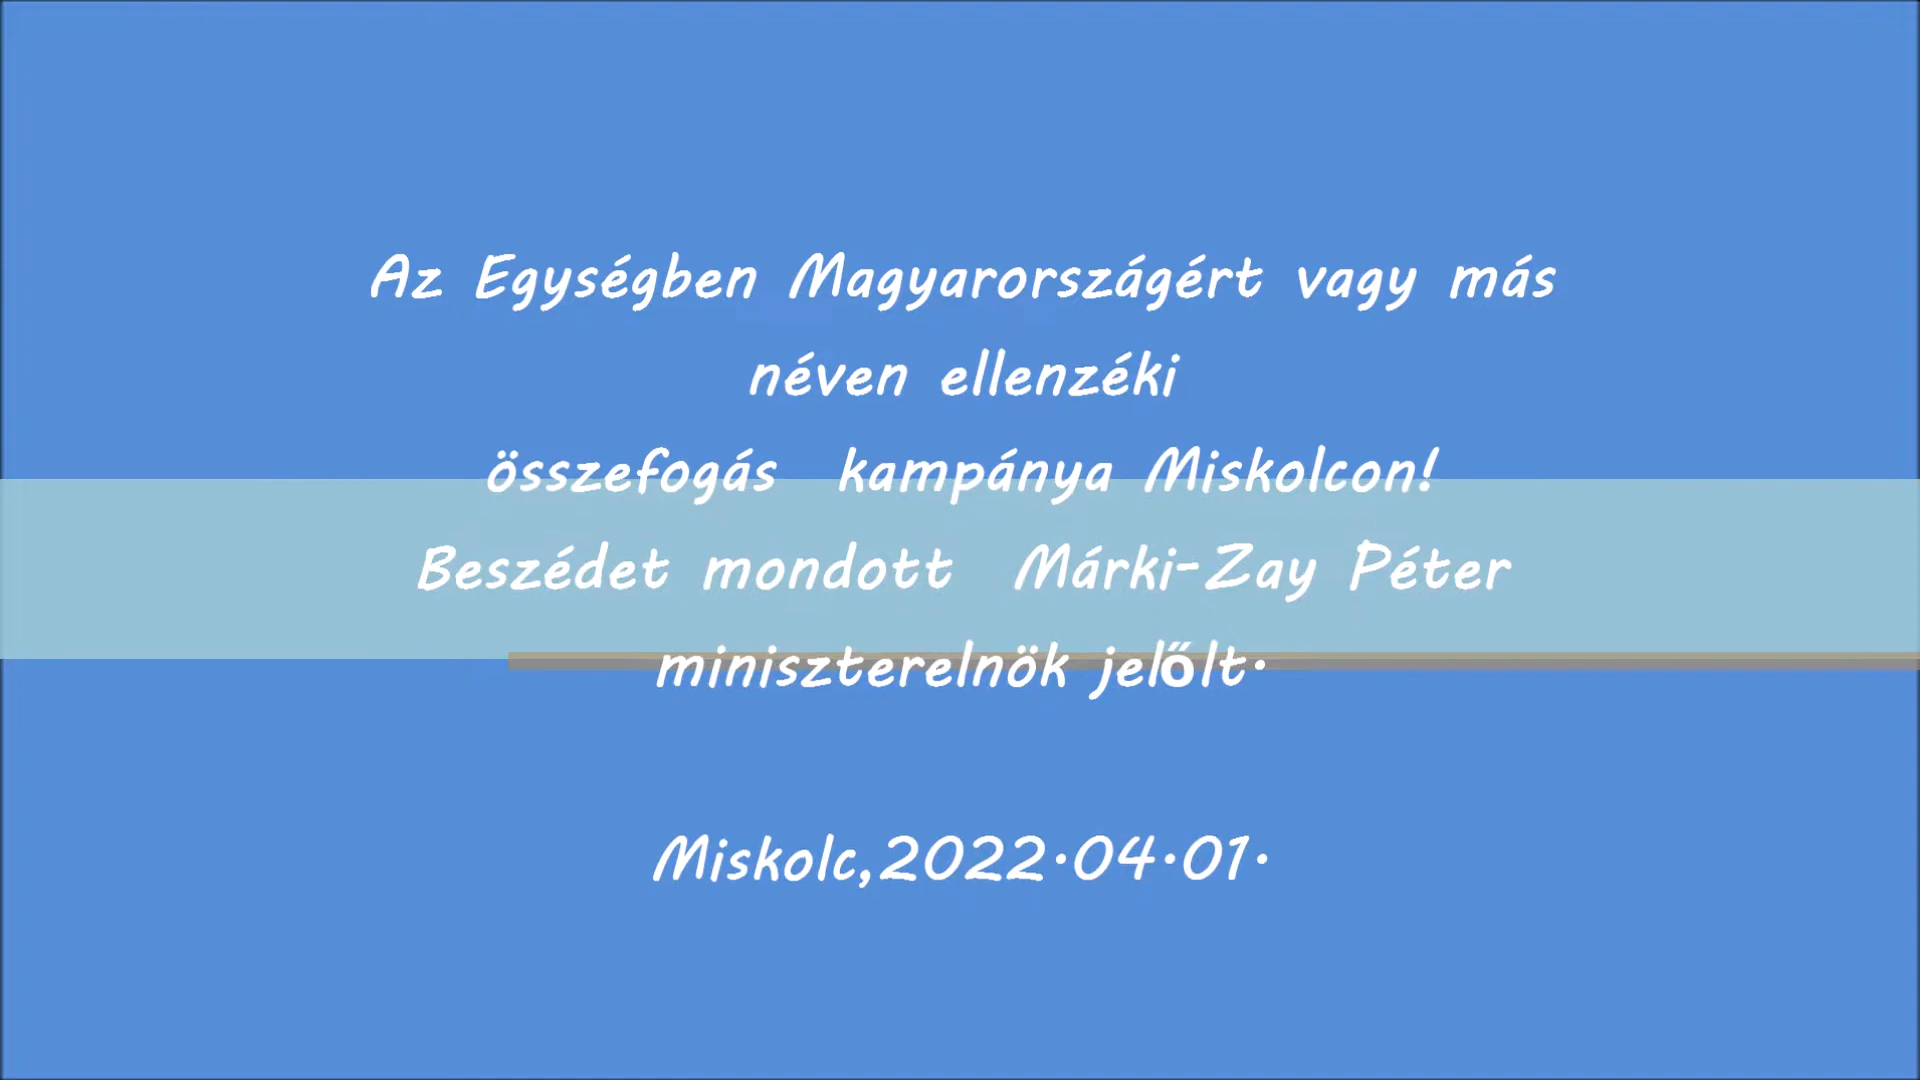 Az Egységben Magyarországért vagy más
néven ellenzéki
összefogás kampánya Miskolcon!
Beszédet mondott Márki-Zay Péter
miniszterelnök jelőlt.
Miskolc,2022.04.01.